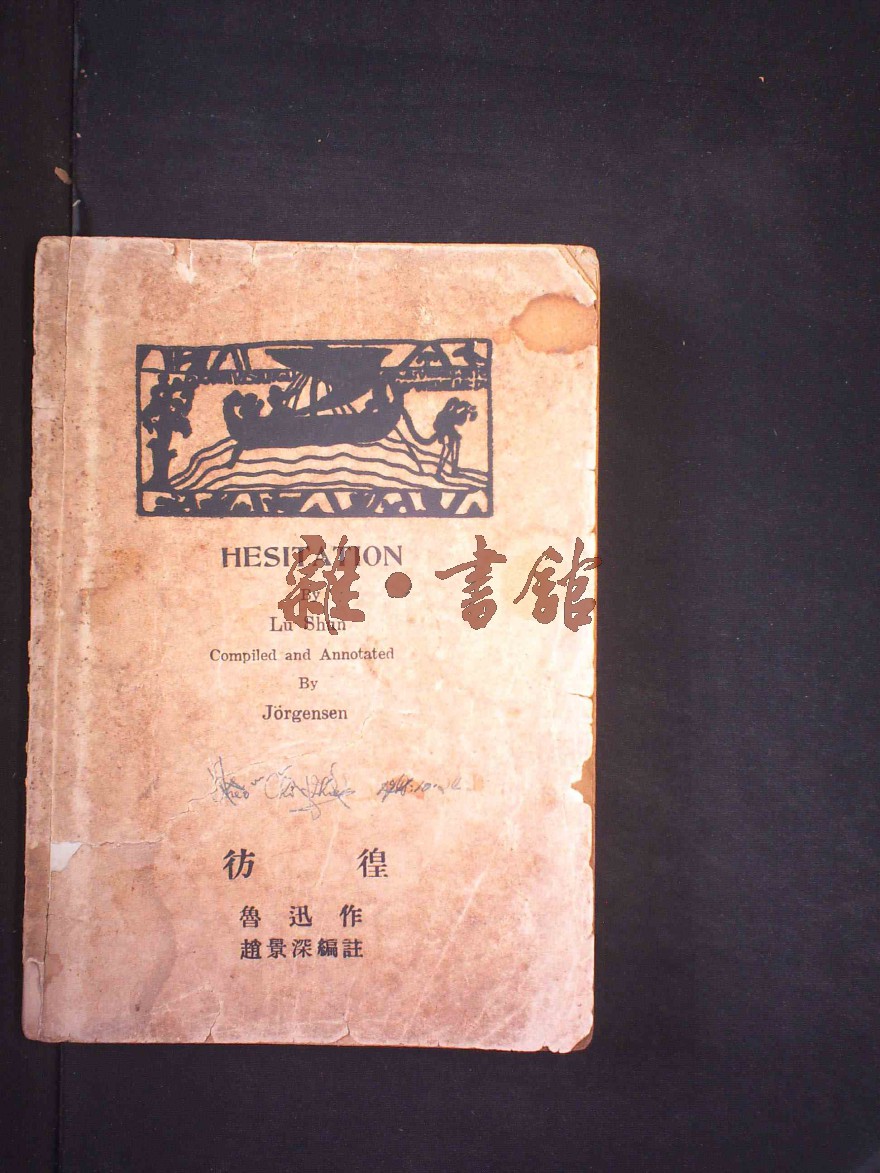 HESITATION
By
Lu Shun
Compiled and Annotated
By
Jörgensen
彷徨
魯迅作
趙景深編註
雜·書館